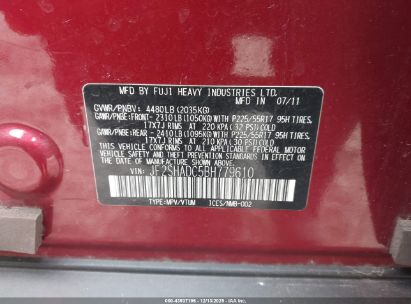 MFD BY FUJI HEAVY INDUSTRIES LTD.
MFD IN 07/11
GVWR/PNBV: 4480LB (2035KG)
GAWR/PNBE: FRONT- 2310LB(1050KG) WITH P225/55R17 95H TIRES.
17X7J RIMS AT 220 KPA(32 PSI) COLD
GAWR/PNBE: REAR - 2410LB(1095KG) WITH P225/55R17 95H TIRES.
17X7J RIMS AT 210 KPA(30 PSI) COLD
THIS VEHICLE CONFORMS TO ALL APPLICABLE FEDERAL
MOTOR VEHICLE SAFETY, BUMPER, AND THEFT PREVENTION
STANDARDS IN EFFECT ON THE DATE OF MANUFACTURE
SHOWN ABOVE.
VIN: JF2SHADC5BH779610
TYPE:MPV/VTUM ICES/NMB-002